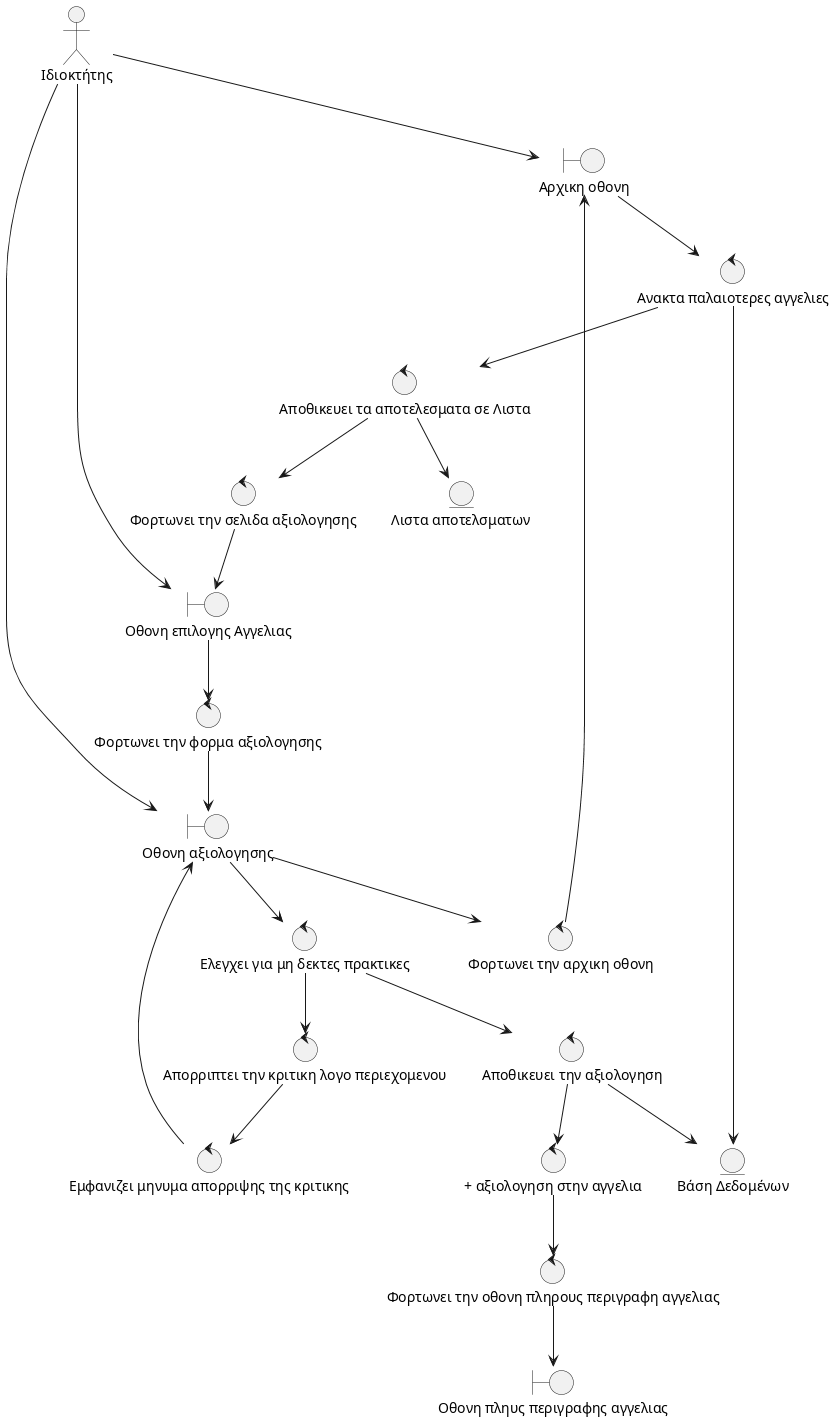 Ιδιοκτήτης
Αρχικη οθονη
Ανακτα παλαιοτερες αγγελιες
Αποθικευει τα αποτελεσματα σε Λιστα
Φορτωνει την σελιδα αξιολογησης
Λιστα αποτελσματων
Οθονη επιλογης Αγγελιας
Φορτωνει την φορμα αξιολογησης
Οθονη αξιολογησης
Ελεγχει για μη δεκτες πρακτικες
Φορτωνει την αρχικη οθονη
Απορριπτει την κριτικη λογο περιεχομενου
Αποθικευει την αξιολογηση
Εμφανιζει μηνυμα απορριψης της κριτικης
+ αξιολογηση στην αγγελια
Βάση Δεδομένων
Φορτωνει την οθονη πληρους περιγραφη αγγελιας
Οθονη πληυς περιγραφης αγγελιας